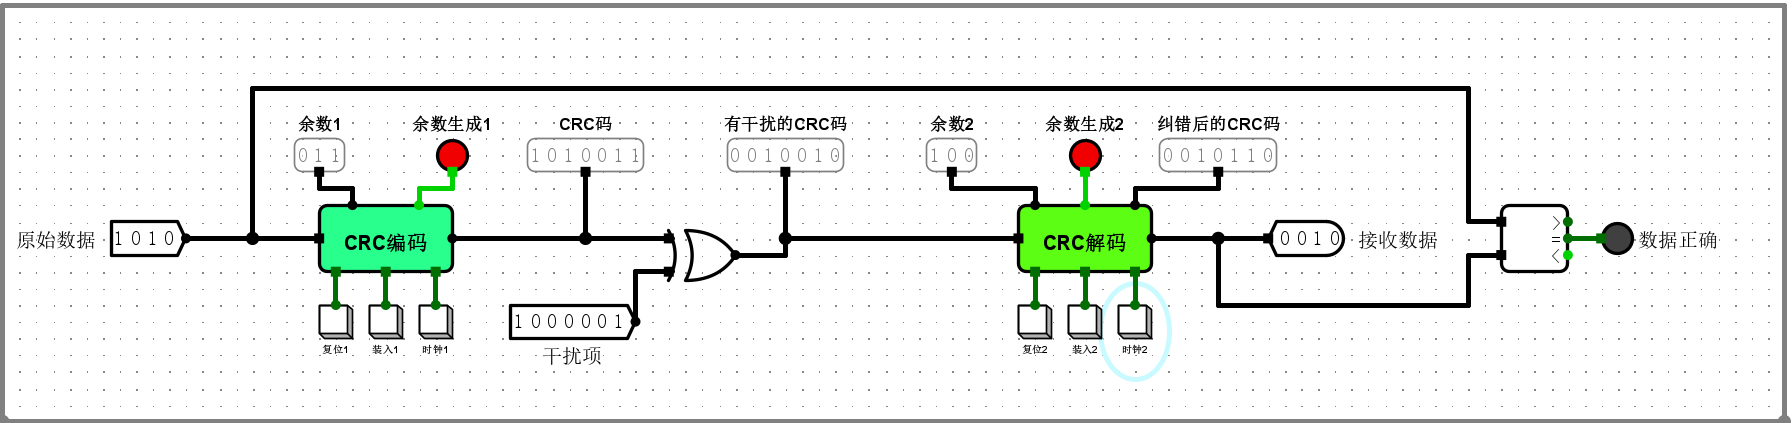 余数1
余数生成1
CRC码
有干扰的CRC码
余数2
余数生成2
纠错后的CRC码
0 1 1
1 0 1 0 0 1 1
0 0 1 0 0 1 0
1 0 0
0 0 1 0 1 1 0
原始数据
1 0 1 0
CRC编码
CRC解码
0 0 1 0
接收数据
>
=
<
数据正确
1 0 0 0 0 0 1
干扰项
复位1
装入1
时钟1
复位2
装入2
时钟2